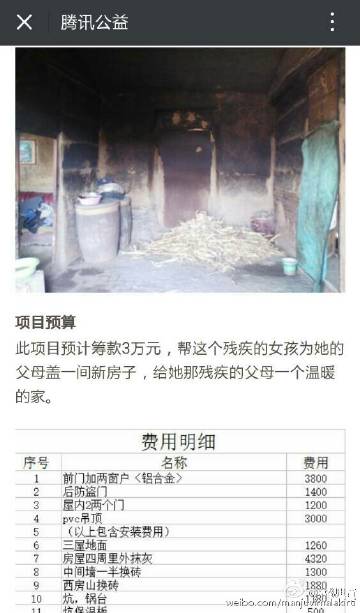 腾讯公益
项目预算
此项目预计筹款3万元，帮这个残疾的女孩为她的
父母盖一间新房子，给她那残疾的父母一个温暖
的家。
费用明细
序号 名称 费用
1 前门加两窗户〈铝合金〉 3800
2 后防盗门 1400
3 屋内2两个门 1200
4 pvc吊顶 3000
5 （以上包含安装费用）
6 三屋地面 1260
7 房屋四周里外抹灰 4320
8 中间墙一半换砖 1300
9 西房山换砖 1880
10 炕，锅台
11 炕保温板 500